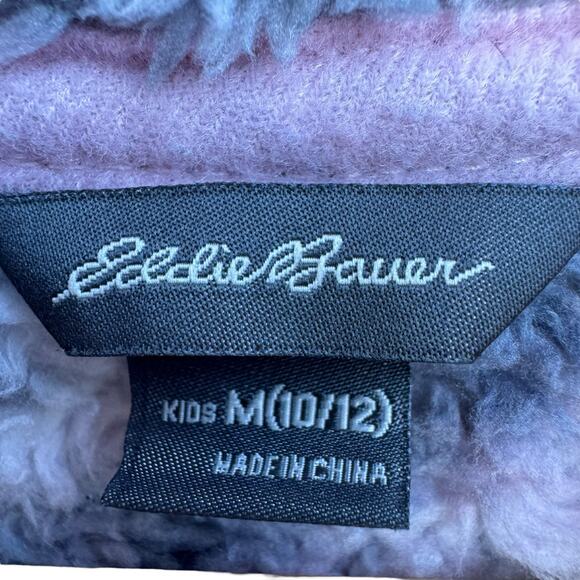 Eddie Bauer
KIDS M(10/12)
MADE IN CHINA